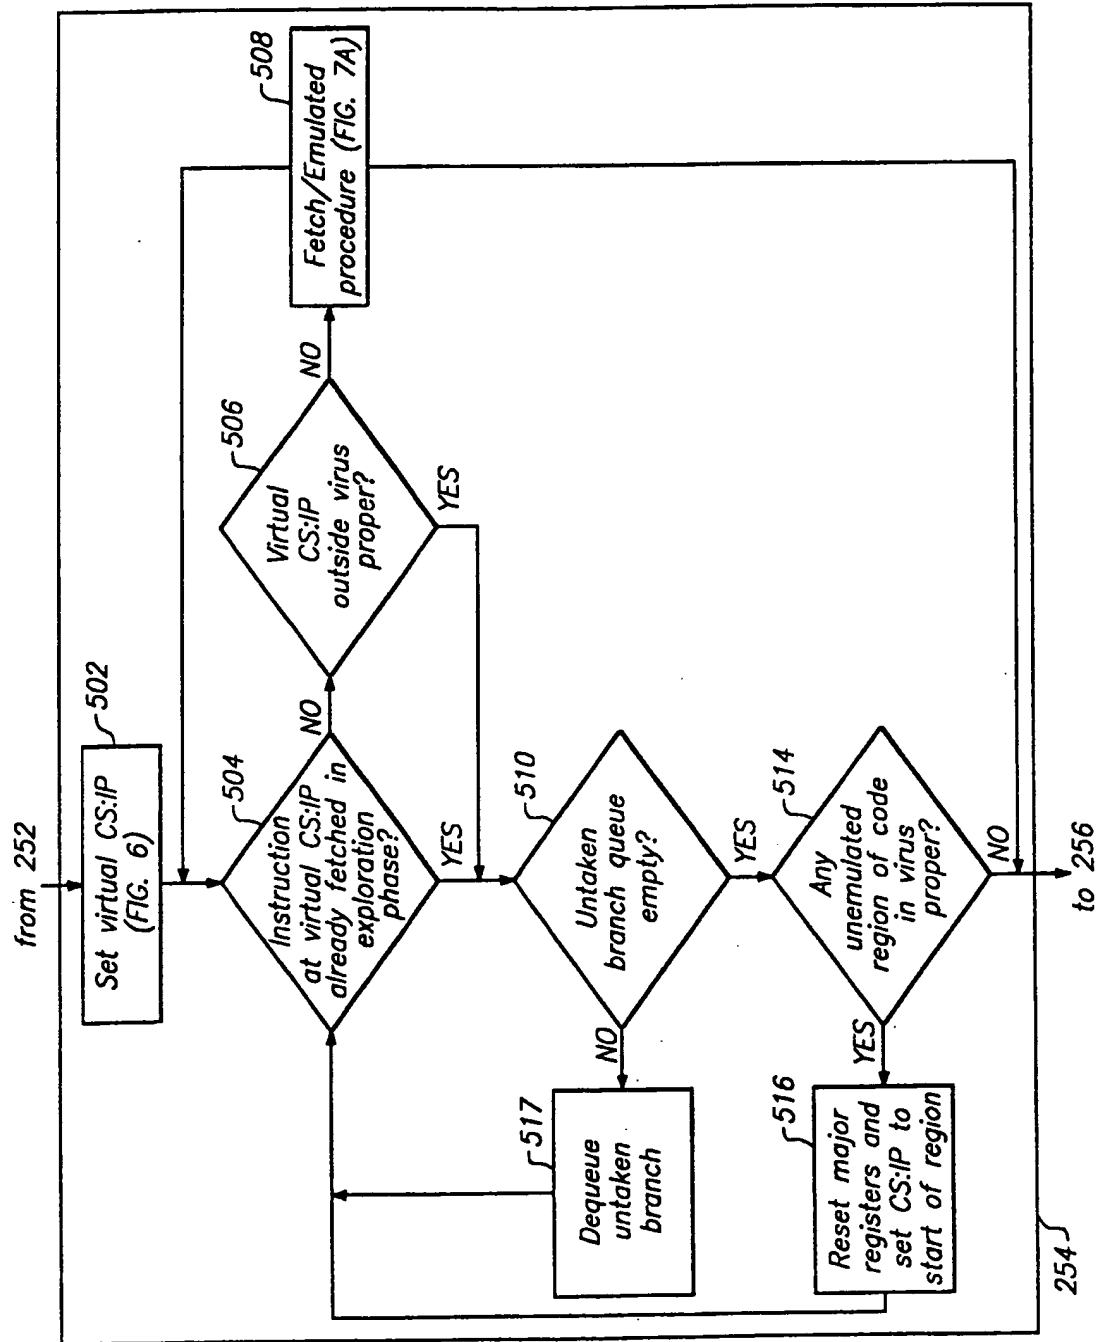 from 252
502
Set virtual CS:IP
(FIG. 6)
504
Instruction
at virtual CS:IP
already fetched in
exploration
phase?
NO
YES
506
Virtual
CS:IP
outside virus
proper?
NO
YES
508
Fetch/Emulated
procedure (FIG. 7A)
510
Untaken
branch queue
empty?
NO
YES
517
Dequeue
untaken
branch
514
Any
unemulated
region of code
in virus
proper?
YES
NO
516
Reset major
registers and
set CS:IP to
start of region
254
to 256